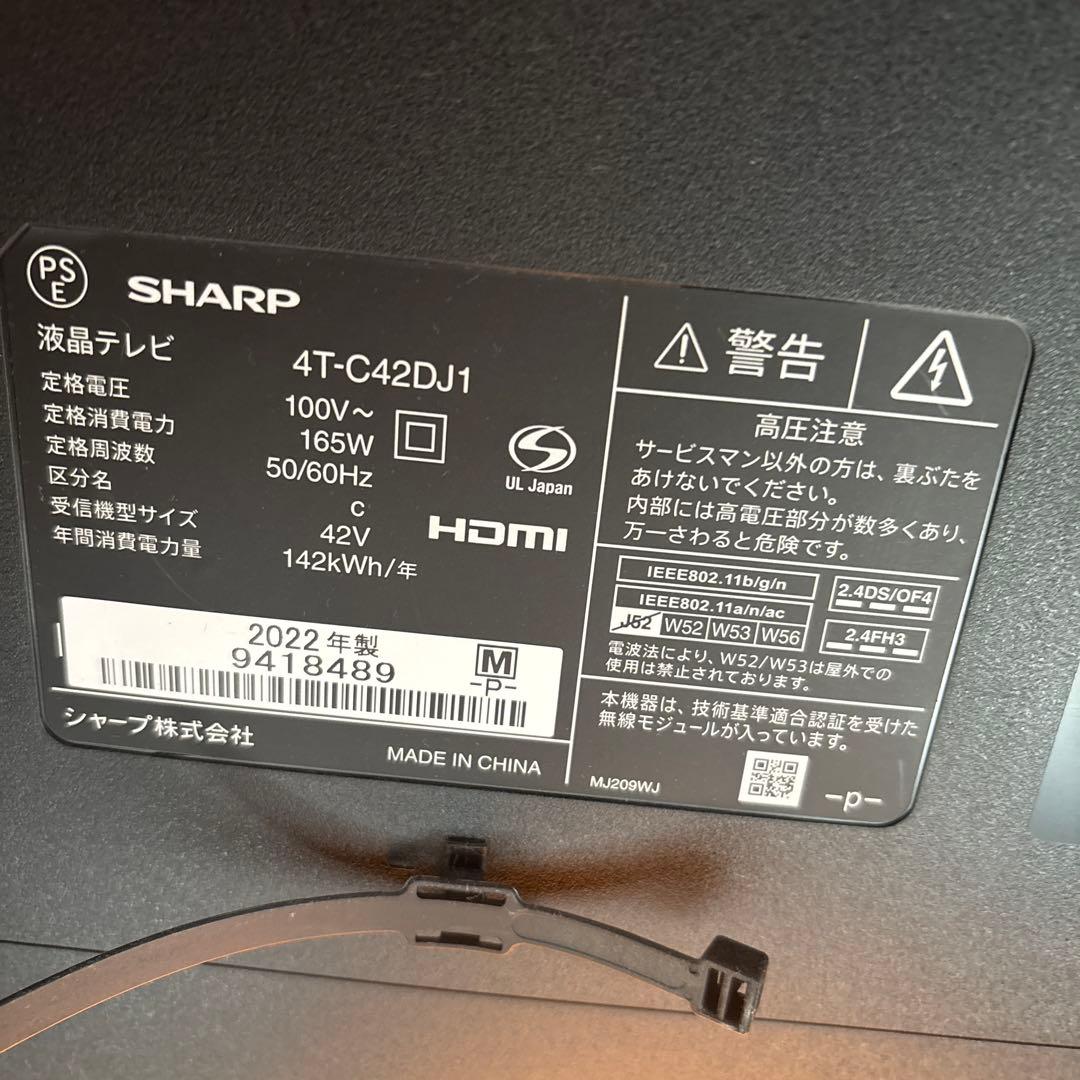 PSE
SHARP
液晶テレビ 4T-C42DJ1
定格電圧 100V~
定格消費電力 165W
定格周波数 50/60Hz
区分名 c
受信機型サイズ 42V
年間消費電力量 142kWh/年
S
UL Japan
HDMI
2022年製
9418489
M
-p-
シャープ株式会社
MADE IN CHINA
警告
高圧注意
サービスマン以外の方は、裏ぶたを
あけないでください。
内部には高電圧部分が数多くあり、
万一さわると危険です。
IEEE802.11b/g/n
IEEE802.11a/n/ac
J52 W52 W53 W56
2.4DS/OF4
2.4FH3
電波法により、W52/W53は屋外での
使用は禁止されております。
本機器は、技術基準適合認証を受けた
無線モジュールが入っています。
MJ209WJ
-p-